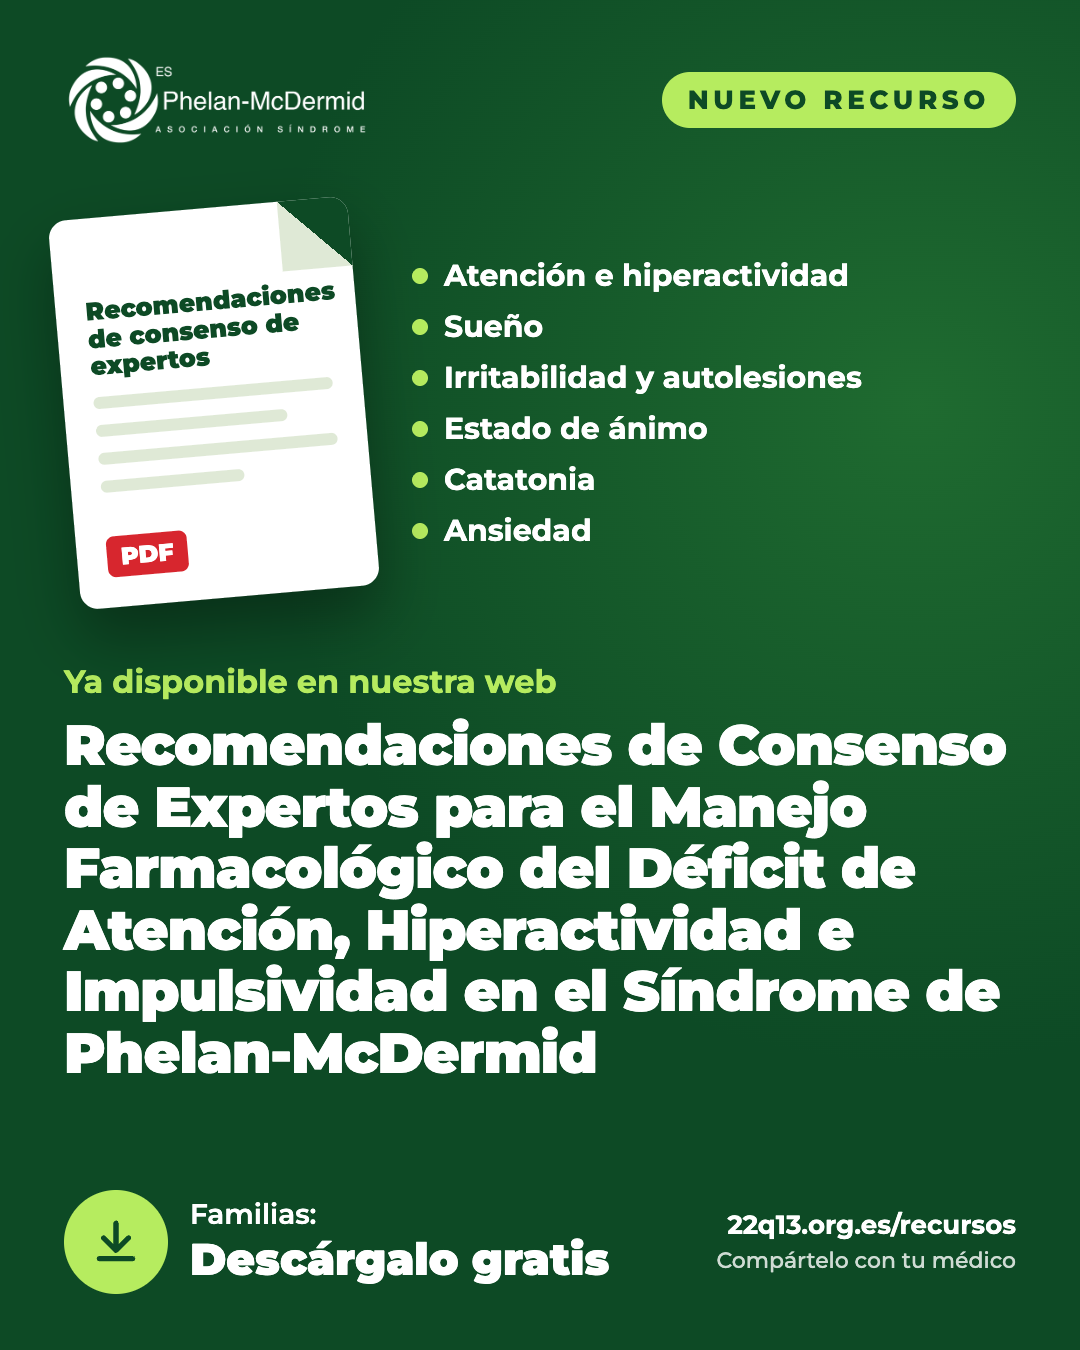 ES
Phelan-McDermid
ASOCIACIÓN SÍNDROME
NUEVO RECURSO
Recomendaciones
de consenso de
expertos
PDF
Atención e hiperactividad
Sueño
Irritabilidad y autolesiones
Estado de ánimo
Catatonia
Ansiedad
Ya disponible en nuestra web
Recomendaciones de Consenso
de Expertos para el Manejo
Farmacológico del Déficit de
Atención, Hiperactividad e
Impulsividad en el Síndrome de
Phelan-McDermid
Familias:
Descárgalo gratis
22q13.org.es/recursos
Compártelo con tu médico